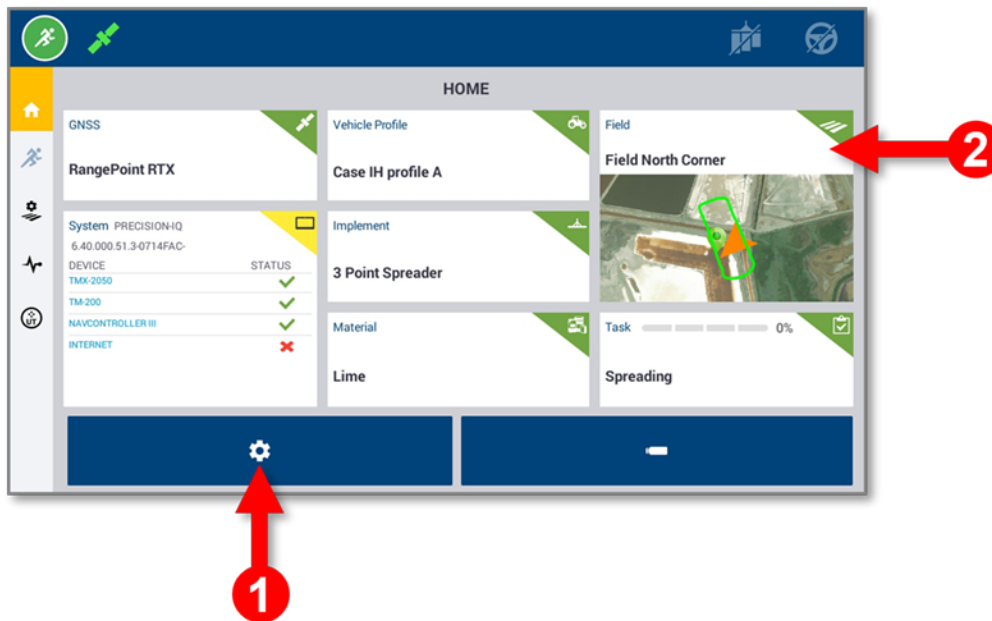 HOME
GNSS
RangePoint RTX
Vehicle Profile
Case IH profile A
Field
Field North Corner
2
System PRECISION-IQ
6.40.000.51.3-0714FAC-
DEVICE STATUS
TMX-2050
TM-200
NAVCONTROLLER III
INTERNET
Implement
3 Point Spreader
Material
Lime
Task 0%
Spreading
UT
1